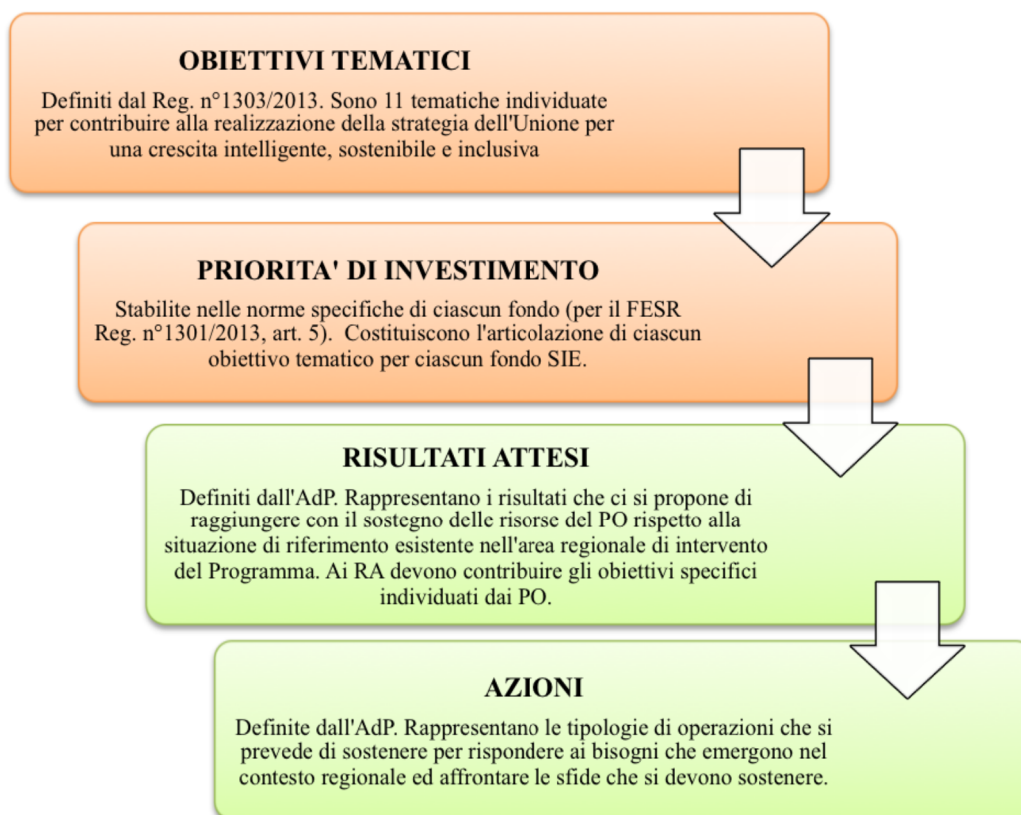 OBIETTIVI TEMATICI
Definiti dal Reg. n°1303/2013. Sono 11 tematiche individuate
per contribuire alla realizzazione della strategia dell'Unione per
una crescita intelligente, sostenibile e inclusiva
PRIORITA' DI INVESTIMENTO
Stabilite nelle norme specifiche di ciascun fondo (per il FESR
Reg. n°1301/2013, art. 5). Costituiscono l'articolazione di ciascun
obiettivo tematico per ciascun fondo SIE.
RISULTATI ATTESI
Definiti dall'AdP. Rappresentano i risultati che ci si propone di
raggiungere con il sostegno delle risorse del PO rispetto alla
situazione di riferimento esistente nell'area regionale di intervento
del Programma. Ai RA devono contribuire gli obiettivi specifici
individuati dai PO.
AZIONI
Definite dall'AdP. Rappresentano le tipologie di operazioni che si
prevede di sostenere per rispondere ai bisogni che emergono nel
contesto regionale ed affrontare le sfide che si devono sostenere.